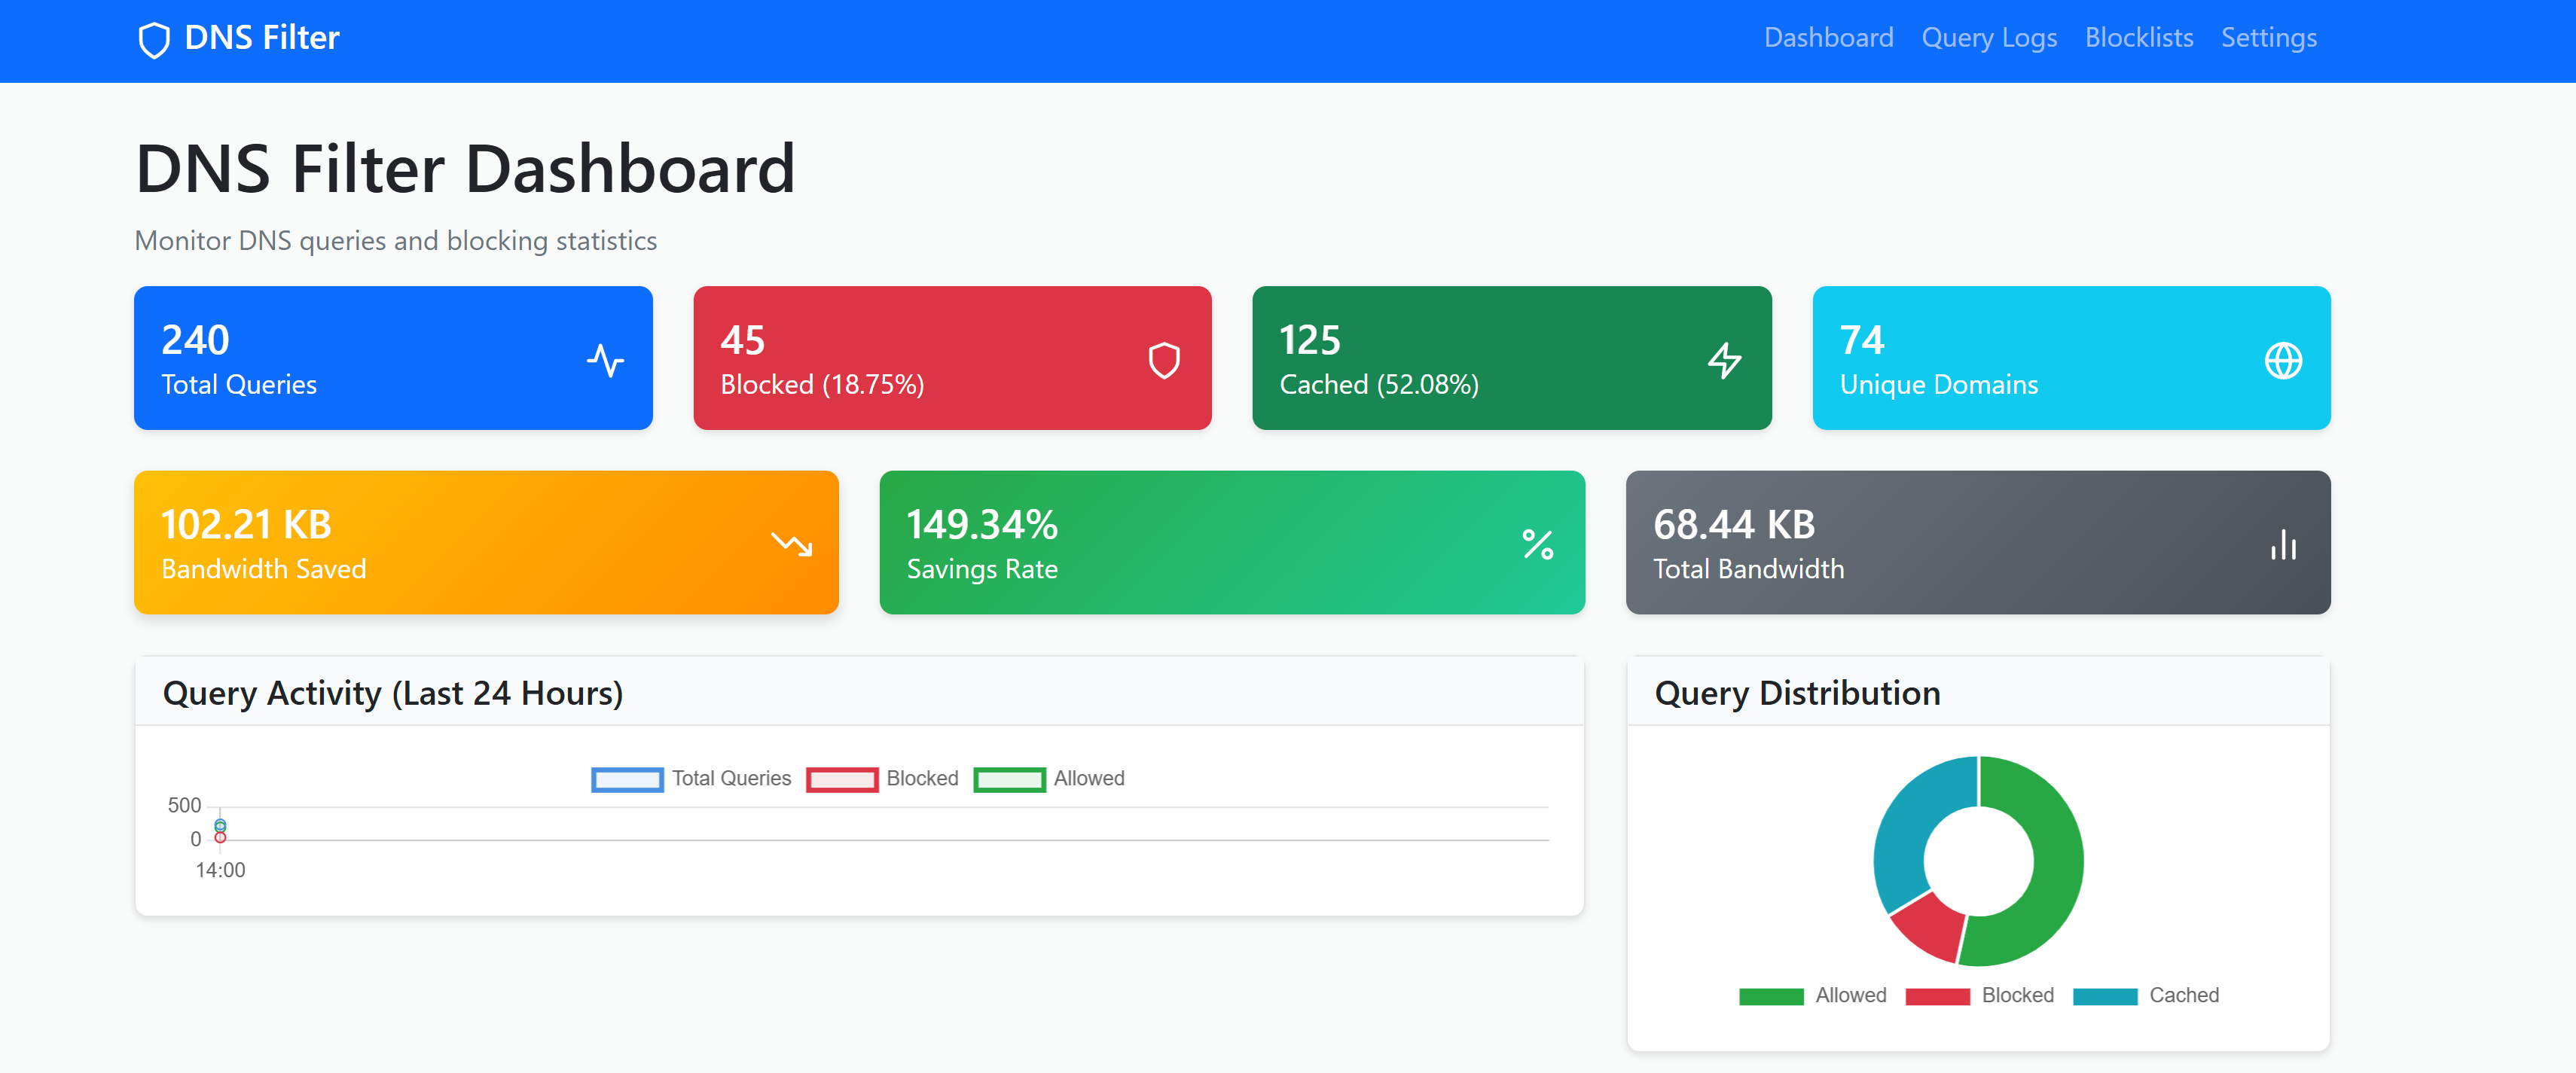 DNS Filter
Dashboard Query Logs Blocklists Settings
DNS Filter Dashboard
Monitor DNS queries and blocking statistics
240
Total Queries
45
Blocked (18.75%)
125
Cached (52.08%)
74
Unique Domains
102.21 KB
Bandwidth Saved
149.34%
Savings Rate
68.44 KB
Total Bandwidth
Query Activity (Last 24 Hours)
Total Queries Blocked Allowed
500
0
14:00
Query Distribution
Allowed Blocked Cached